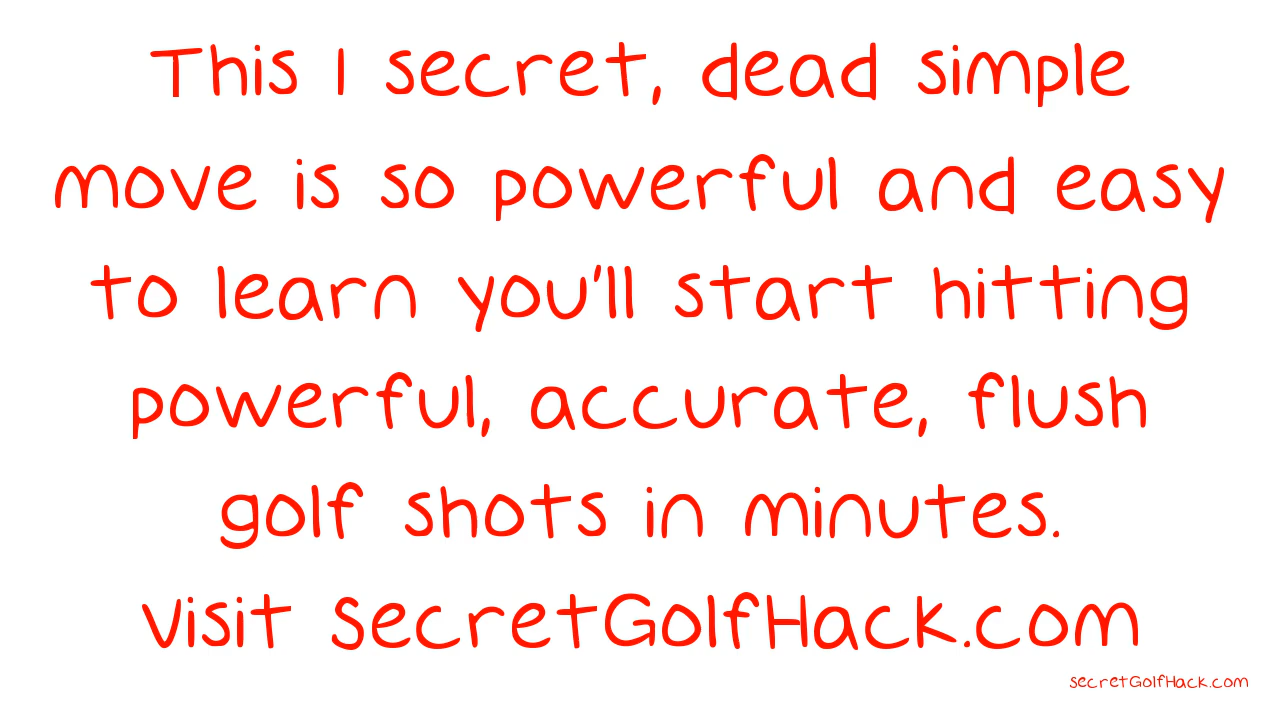 This 1 secret, dead simple
move is so powerful and easy
to learn you'll start hitting
powerful, accurate, flush
golf shots in minutes.
Visit SecretGolfHack.com
secretGolfHack.com